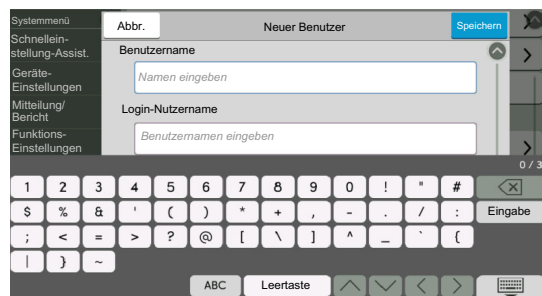 Systemmenü
Abbr.
Neuer Benutzer
Speichern
Schnellein-
stellung-Assist.
Geräte-
Einstellungen
Mitteilung/
Bericht
Funktions-
Einstellungen
Benutzername
Namen eingeben
Login-Nutzername
Benutzernamen eingeben
0 / 3
1 2 3 4 5 6 7 8 9 0 ! " #
$ % & ' ( ) * + , - . / : Eingabe
; < = > ? @ [ \ ] ^ _ ` {
| } ~
ABC Leertaste